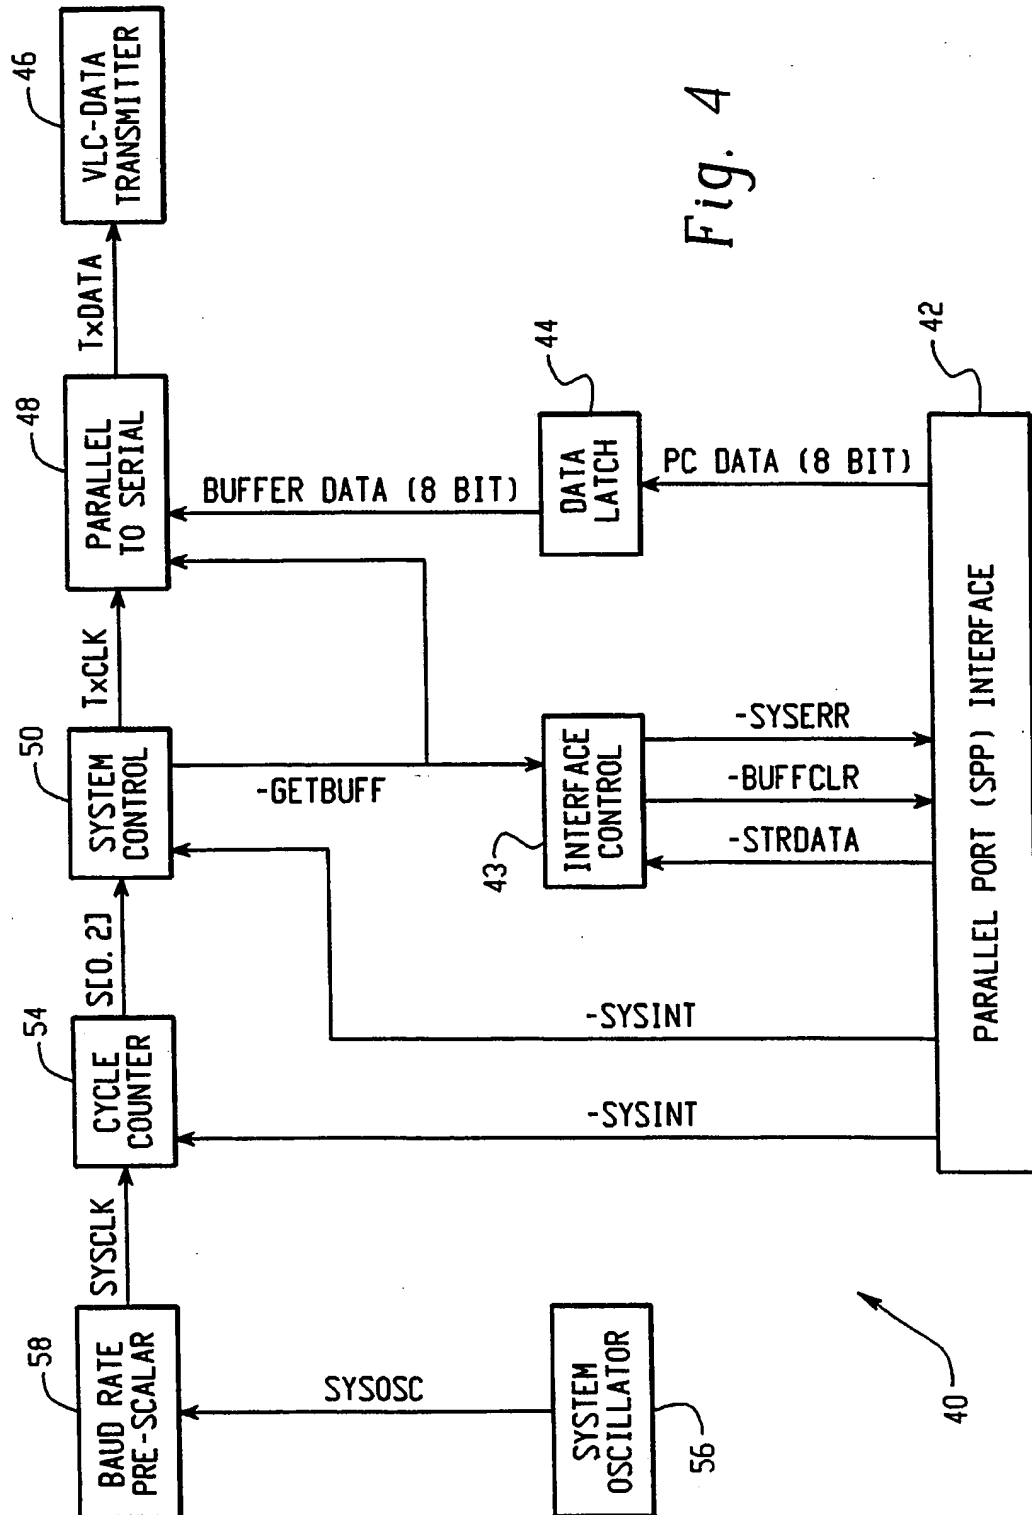 58
BAUD RATE
PRE-SCALAR
SYSCLK
54
CYCLE
COUNTER
S[0.2]
50
SYSTEM
CONTROL
TxCLK
48
PARALLEL
TO SERIAL
TxDATA
46
VLC-DATA
TRANSMITTER
SYSOSC
SYSTEM
OSCILLATOR
56
-SYSINT
-SYSINT
-GETBUFF
43
INTERFACE
CONTROL
-STRDATA
-BUFFCLR
-SYSERR
BUFFER DATA (8 BIT)
44
DATA
LATCH
PC DATA (8 BIT)
42
PARALLEL PORT (SPP) INTERFACE
40
Fig. 4